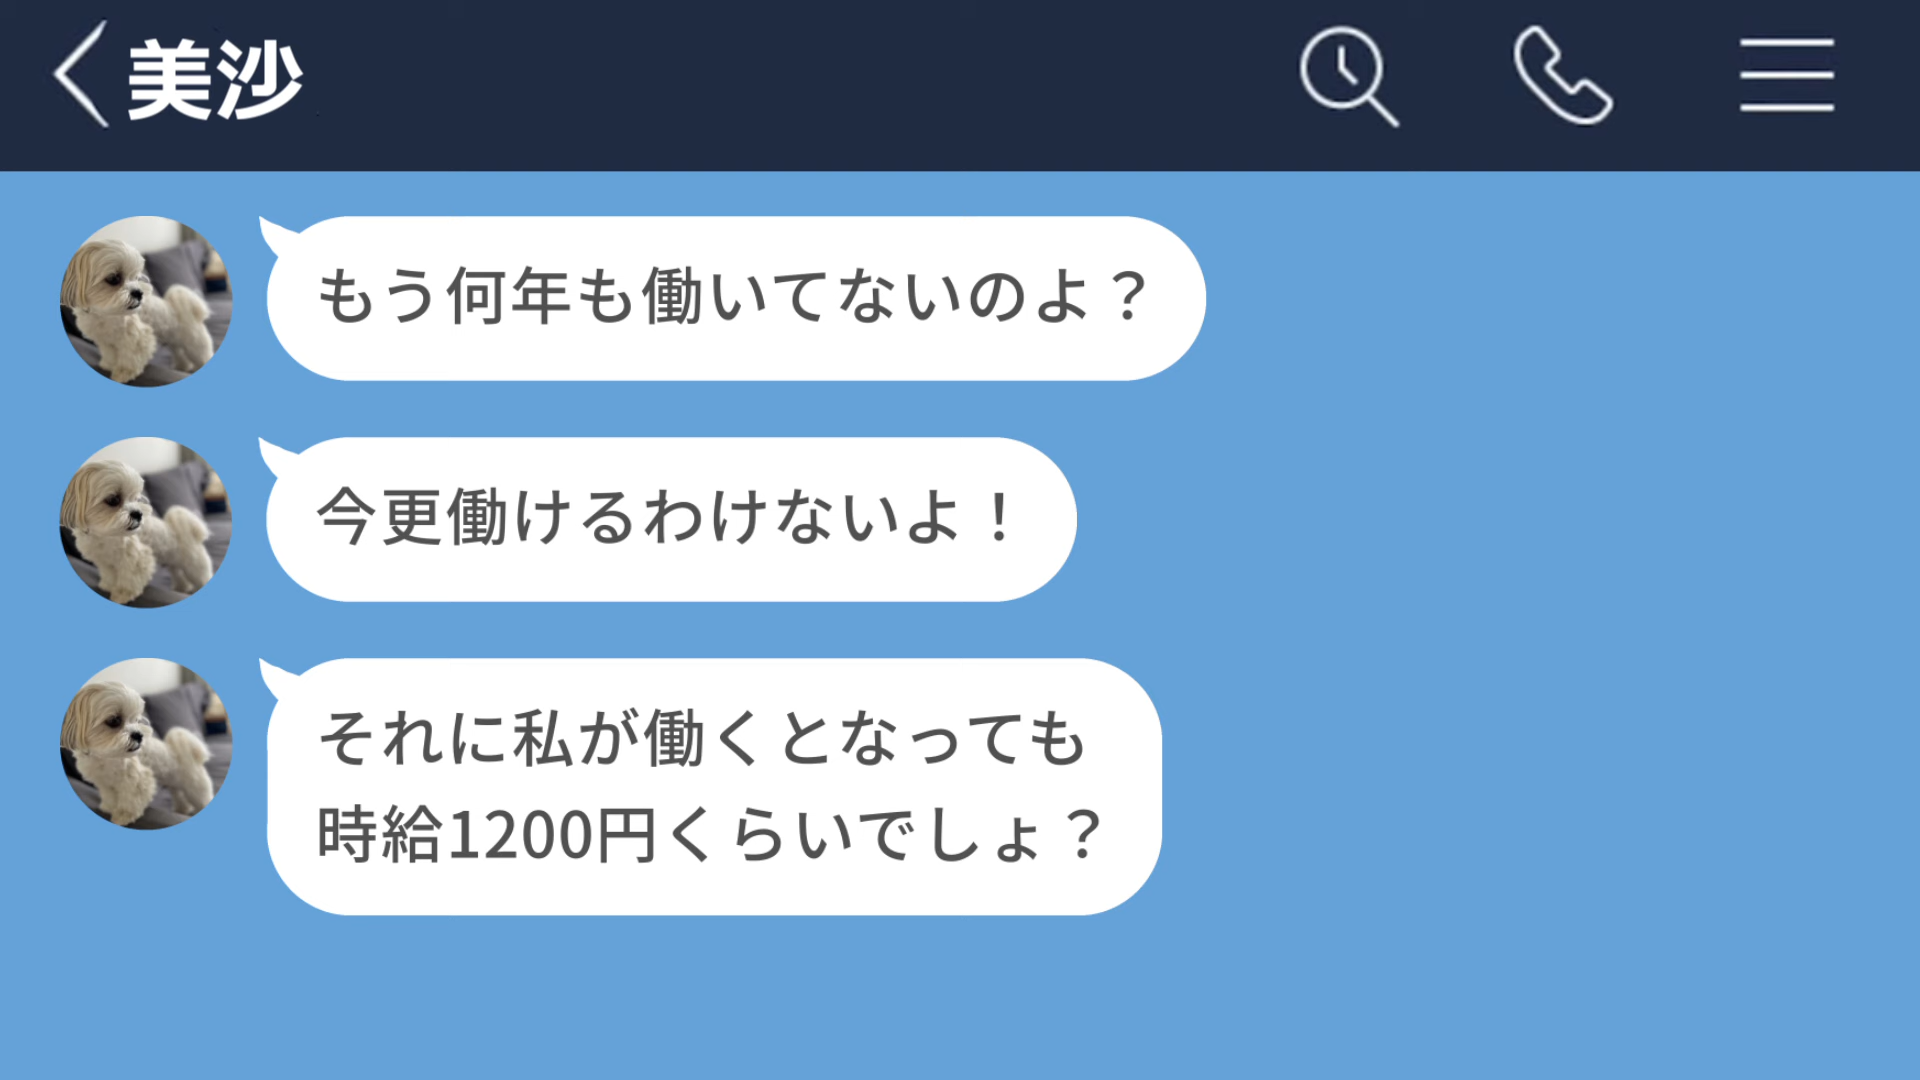 美沙
もう何年も働いてないのよ？
今更働けるわけないよ！
それに私が働くとなっても
時給1200円くらいでしょ？